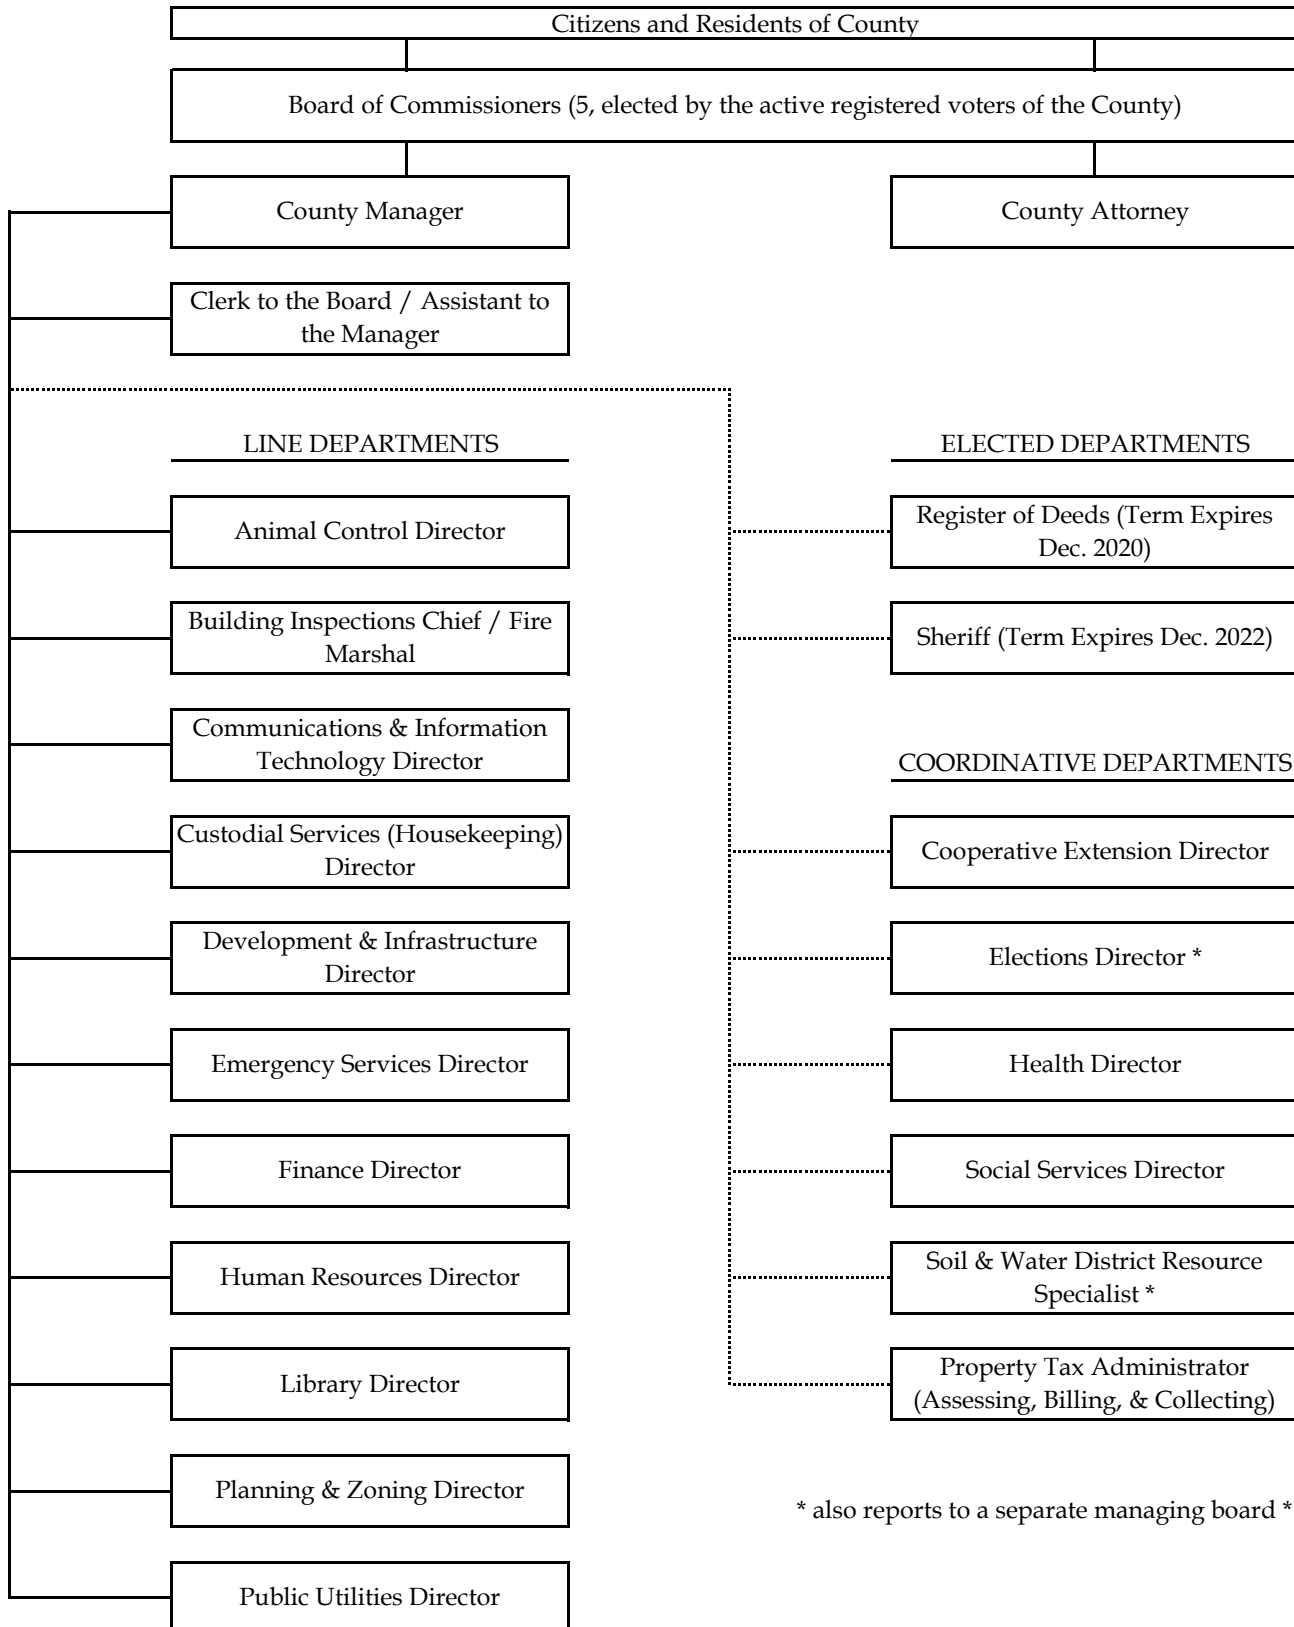 Citizens and Residents of County
Board of Commissioners (5, elected by the active registered voters of the County)
County Manager
County Attorney
Clerk to the Board / Assistant to
the Manager
LINE DEPARTMENTS
Animal Control Director
Building Inspections Chief / Fire
Marshal
Communications & Information
Technology Director
Custodial Services (Housekeeping)
Director
Development & Infrastructure
Director
Emergency Services Director
Finance Director
Human Resources Director
Library Director
Planning & Zoning Director
Public Utilities Director
ELECTED DEPARTMENTS
Register of Deeds (Term Expires
Dec. 2020)
Sheriff (Term Expires Dec. 2022)
COORDINATIVE DEPARTMENTS
Cooperative Extension Director
Elections Director *
Health Director
Social Services Director
Soil & Water District Resource
Specialist *
Property Tax Administrator
(Assessing, Billing, & Collecting)
* also reports to a separate managing board *